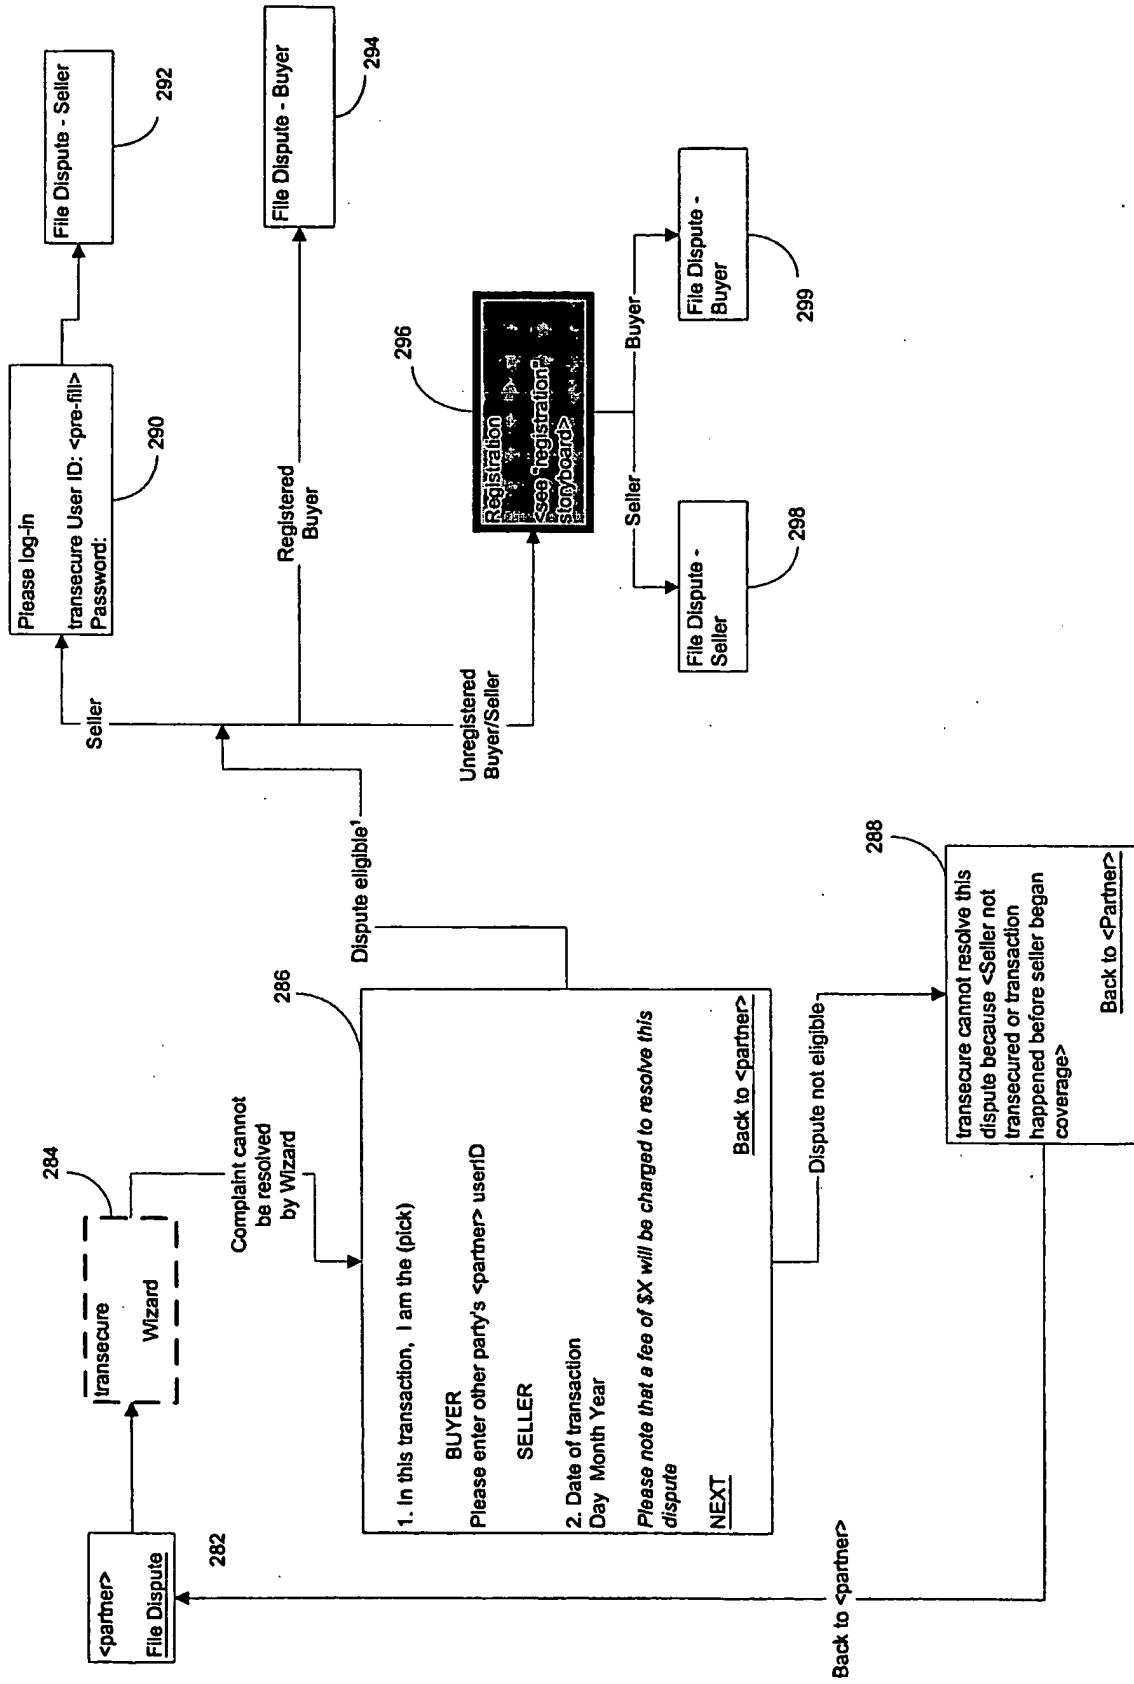 <partner>
File Dispute
282
transecure
Wizard
284
Complaint cannot
be resolved
by Wizard
286
1. In this transaction, I am the (pick)
BUYER
Please enter other party's <partner> userID
SELLER
2. Date of transaction
Day Month Year
Please note that a fee of $X will be charged to resolve this
dispute
NEXT
Back to <partner>
Dispute eligible¹
Dispute not eligible
288
transecure cannot resolve this
dispute because <Seller not
transecured or transaction
happened before seller began
coverage>
Back to <Partner>
Back to <partner>
Seller
Please log-in
transecure User ID: <pre-fill>
Password:
290
File Dispute - Seller
292
Registered
Buyer
File Dispute - Buyer
294
Unregistered
Buyer/Seller
296
Registration
<see "registration"
storyboard>
Seller
Buyer
File Dispute -
Seller
298
File Dispute -
Buyer
299